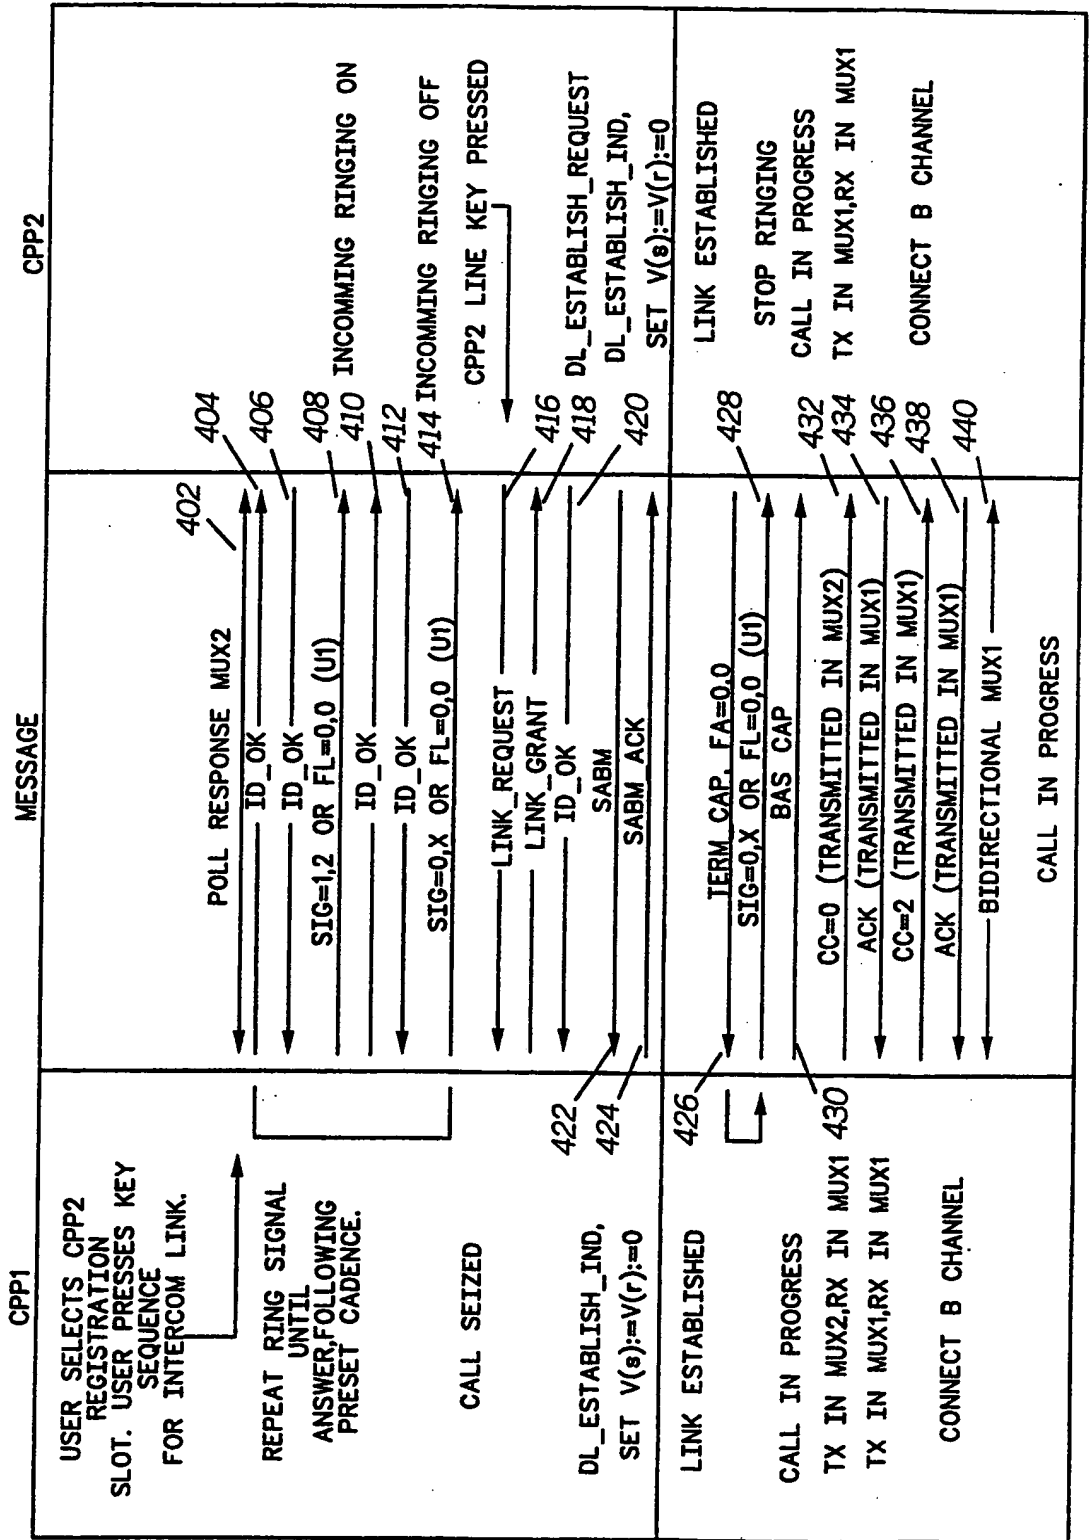 CPP1
MESSAGE
CPP2
USER SELECTS CPP2
REGISTRATION
SLOT. USER PRESSES KEY
SEQUENCE
FOR INTERCOM LINK.
REPEAT RING SIGNAL
UNTIL
ANSWER,FOLLOWING
PRESET CADENCE.
CALL SEIZED
DL_ESTABLISH_IND,
SET V(s):=V(r):=0
422
424
POLL RESPONSE MUX2
402
ID_OK
ID_OK
SIG=1,2 OR FL=0,0 (U1)
ID_OK
ID_OK
SIG=0,X OR FL=0,0 (U1)
LINK_REQUEST
LINK_GRANT
ID_OK
SABM
SABM_ACK
404
406
408
410
412
414
416
418
420
INCOMMING RINGING ON
INCOMMING RINGING OFF
CPP2 LINE KEY PRESSED
DL_ESTABLISH_REQUEST
DL_ESTABLISH_IND,
SET V(s):=V(r):=0
LINK ESTABLISHED
CALL IN PROGRESS
TX IN MUX2,RX IN MUX1
TX IN MUX1,RX IN MUX1
CONNECT B CHANNEL
426
430
TERM CAP, FA=0,0
SIG=0,X OR FL=0,0 (U1)
BAS CAP
CC=0 (TRANSMITTED IN MUX2)
ACK (TRANSMITTED IN MUX1)
CC=2 (TRANSMITTED IN MUX1)
ACK (TRANSMITTED IN MUX1)
BIDIRECTIONAL MUX1
CALL IN PROGRESS
428
432
434
436
438
440
LINK ESTABLISHED
STOP RINGING
CALL IN PROGRESS
TX IN MUX1,RX IN MUX1
CONNECT B CHANNEL